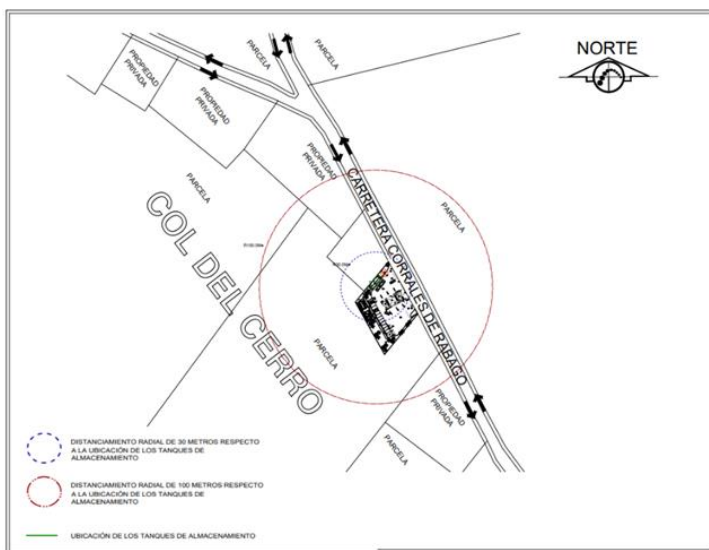 NORTE
PARCELA
PARCELA
PROPIEDAD
PRIVADA
PROPIEDAD
PRIVADA
PROPIEDAD
PRIVADA
PARCELA
PARCELA
CARRETERA CORRALES DE RABAGO
COL DEL CERRO
PARCELA
PROPIEDAD
PRIVADA
PARCELA
DISTANCIAMIENTO RADIAL DE 30 METROS RESPECTO
A LA UBICACIÓN DE LOS TANQUES DE
ALMACENAMIENTO
DISTANCIAMIENTO RADIAL DE 100 METROS RESPECTO
A LA UBICACIÓN DE LOS TANQUES DE
ALMACENAMIENTO
UBICACIÓN DE LOS TANQUES DE ALMACENAMIENTO